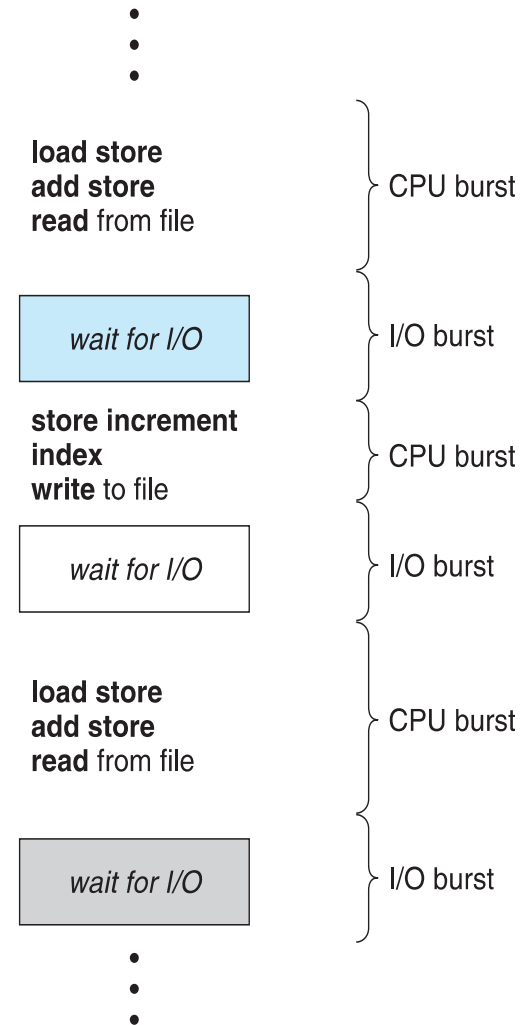 load store
add store
read from file
CPU burst
wait for I/O
I/O burst
store increment
index
write to file
CPU burst
wait for I/O
I/O burst
load store
add store
read from file
CPU burst
wait for I/O
I/O burst